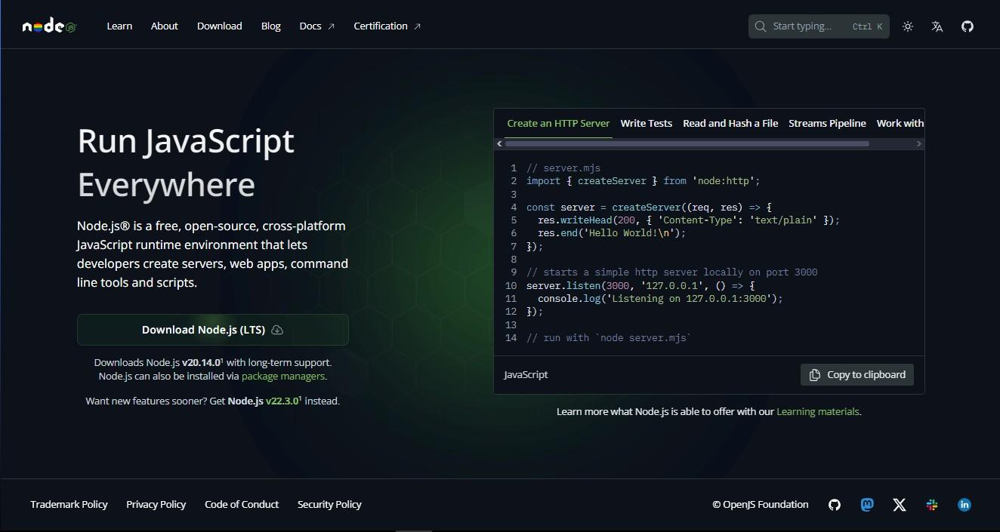 node JS
Learn About Download Blog Docs ↗ Certification ↗
Start typing... Ctrl K
Run JavaScript
Everywhere
Node.js® is a free, open-source, cross-platform
JavaScript runtime environment that lets
developers create servers, web apps, command
line tools and scripts.
Download Node.js (LTS)
Downloads Node.js v20.14.0¹ with long-term support.
Node.js can also be installed via package managers.
Want new features sooner? Get Node.js v22.3.0¹ instead.
Create an HTTP Server Write Tests Read and Hash a File Streams Pipeline Work with
1 // server.mjs
2 import { createServer } from 'node:http';
3
4 const server = createServer((req, res) => {
5   res.writeHead(200, { 'Content-Type': 'text/plain' });
6   res.end('Hello World!\n');
7 });
8
9 // starts a simple http server locally on port 3000
10 server.listen(3000, '127.0.0.1', () => {
11   console.log('Listening on 127.0.0.1:3000');
12 });
13
14 // run with `node server.mjs`
JavaScript
Copy to clipboard
Learn more what Node.js is able to offer with our Learning materials.
Trademark Policy Privacy Policy Code of Conduct Security Policy
© OpenJS Foundation
in